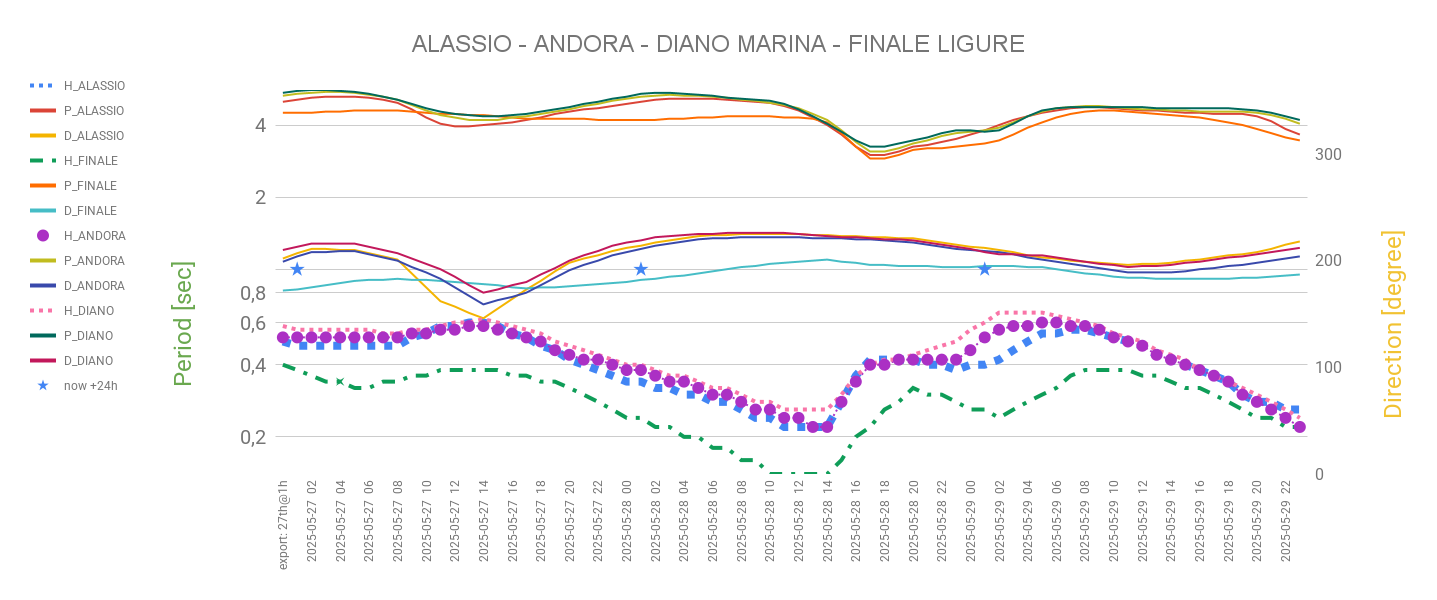 ALASSIO - ANDORA - DIANO MARINA - FINALE LIGURE
H_ALASSIO
P_ALASSIO
D_ALASSIO
H_FINALE
P_FINALE
D_FINALE
H_ANDORA
P_ANDORA
D_ANDORA
H_DIANO
P_DIANO
D_DIANO
now +24h
Period [sec]
4
2
0,8
0,6
0,4
0,2
300
200
100
0
Direction [degree]
export: 27th@1h
2025-05-27 02
2025-05-27 04
2025-05-27 06
2025-05-27 08
2025-05-27 10
2025-05-27 12
2025-05-27 14
2025-05-27 16
2025-05-27 18
2025-05-27 20
2025-05-27 22
2025-05-28 00
2025-05-28 02
2025-05-28 04
2025-05-28 06
2025-05-28 08
2025-05-28 10
2025-05-28 12
2025-05-28 14
2025-05-28 16
2025-05-28 18
2025-05-28 20
2025-05-28 22
2025-05-29 00
2025-05-29 02
2025-05-29 04
2025-05-29 06
2025-05-29 08
2025-05-29 10
2025-05-29 12
2025-05-29 14
2025-05-29 16
2025-05-29 18
2025-05-29 20
2025-05-29 22